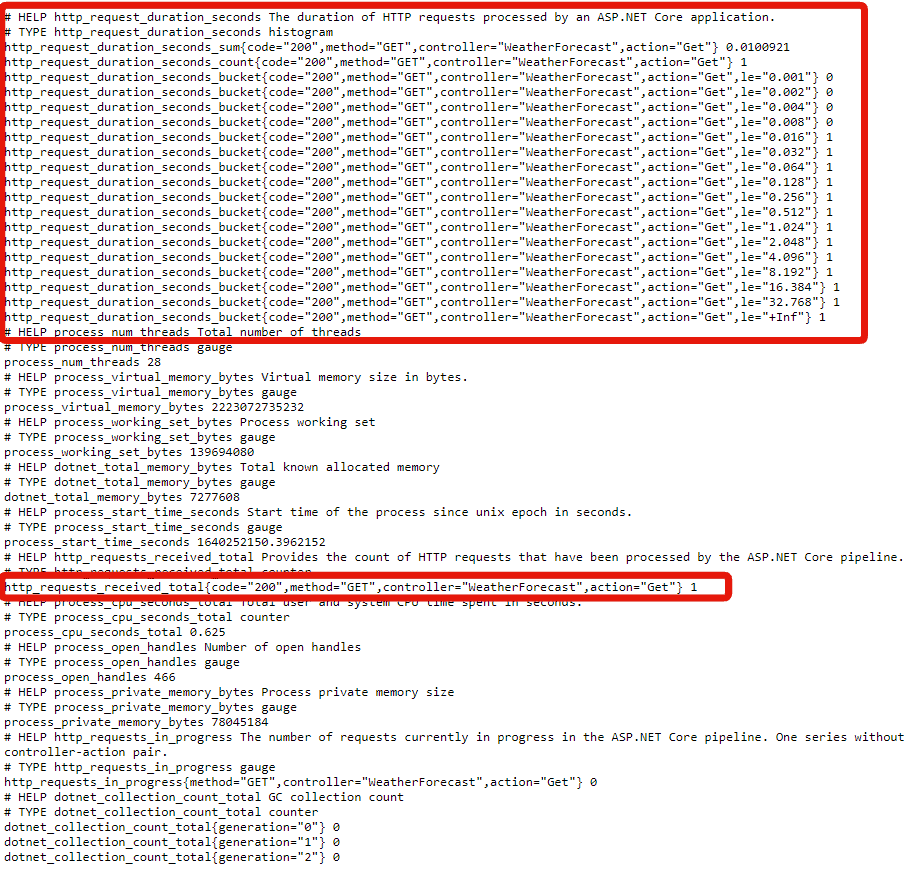 # HELP http_request_duration_seconds The duration of HTTP requests processed by an ASP.NET Core application.
# TYPE http_request_duration_seconds histogram
http_request_duration_seconds_sum{code="200",method="GET",controller="WeatherForecast",action="Get"} 0.0100921
http_request_duration_seconds_count{code="200",method="GET",controller="WeatherForecast",action="Get"} 1
http_request_duration_seconds_bucket{code="200",method="GET",controller="WeatherForecast",action="Get",le="0.001"} 0
http_request_duration_seconds_bucket{code="200",method="GET",controller="WeatherForecast",action="Get",le="0.002"} 0
http_request_duration_seconds_bucket{code="200",method="GET",controller="WeatherForecast",action="Get",le="0.004"} 0
http_request_duration_seconds_bucket{code="200",method="GET",controller="WeatherForecast",action="Get",le="0.008"} 0
http_request_duration_seconds_bucket{code="200",method="GET",controller="WeatherForecast",action="Get",le="0.016"} 1
http_request_duration_seconds_bucket{code="200",method="GET",controller="WeatherForecast",action="Get",le="0.032"} 1
http_request_duration_seconds_bucket{code="200",method="GET",controller="WeatherForecast",action="Get",le="0.064"} 1
http_request_duration_seconds_bucket{code="200",method="GET",controller="WeatherForecast",action="Get",le="0.128"} 1
http_request_duration_seconds_bucket{code="200",method="GET",controller="WeatherForecast",action="Get",le="0.256"} 1
http_request_duration_seconds_bucket{code="200",method="GET",controller="WeatherForecast",action="Get",le="0.512"} 1
http_request_duration_seconds_bucket{code="200",method="GET",controller="WeatherForecast",action="Get",le="1.024"} 1
http_request_duration_seconds_bucket{code="200",method="GET",controller="WeatherForecast",action="Get",le="2.048"} 1
http_request_duration_seconds_bucket{code="200",method="GET",controller="WeatherForecast",action="Get",le="4.096"} 1
http_request_duration_seconds_bucket{code="200",method="GET",controller="WeatherForecast",action="Get",le="8.192"} 1
http_request_duration_seconds_bucket{code="200",method="GET",controller="WeatherForecast",action="Get",le="16.384"} 1
http_request_duration_seconds_bucket{code="200",method="GET",controller="WeatherForecast",action="Get",le="32.768"} 1
http_request_duration_seconds_bucket{code="200",method="GET",controller="WeatherForecast",action="Get",le="+Inf"} 1
# HELP process_num_threads Total number of threads
# TYPE process_num_threads gauge
process_num_threads 28
# HELP process_virtual_memory_bytes Virtual memory size in bytes.
# TYPE process_virtual_memory_bytes gauge
process_virtual_memory_bytes 2223072735232
# HELP process_working_set_bytes Process working set
# TYPE process_working_set_bytes gauge
process_working_set_bytes 139694080
# HELP dotnet_total_memory_bytes Total known allocated memory
# TYPE dotnet_total_memory_bytes gauge
dotnet_total_memory_bytes 7277608
# HELP process_start_time_seconds Start time of the process since unix epoch in seconds.
# TYPE process_start_time_seconds gauge
process_start_time_seconds 1640252150.3962152
# HELP http_requests_received_total Provides the count of HTTP requests that have been processed by the ASP.NET Core pipeline.
# TYPE http_requests_received_total counter
http_requests_received_total{code="200",method="GET",controller="WeatherForecast",action="Get"} 1
# HELP process_cpu_seconds_total Total user and system CPU time spent in seconds.
# TYPE process_cpu_seconds_total counter
process_cpu_seconds_total 0.625
# HELP process_open_handles Number of open handles
# TYPE process_open_handles gauge
process_open_handles 466
# HELP process_private_memory_bytes Process private memory size
# TYPE process_private_memory_bytes gauge
process_private_memory_bytes 78045184
# HELP http_requests_in_progress The number of requests currently in progress in the ASP.NET Core pipeline. One series without
controller-action pair.
# TYPE http_requests_in_progress gauge
http_requests_in_progress{method="GET",controller="WeatherForecast",action="Get"} 0
# HELP dotnet_collection_count_total GC collection count
# TYPE dotnet_collection_count_total counter
dotnet_collection_count_total{generation="0"} 0
dotnet_collection_count_total{generation="1"} 0
dotnet_collection_count_total{generation="2"} 0